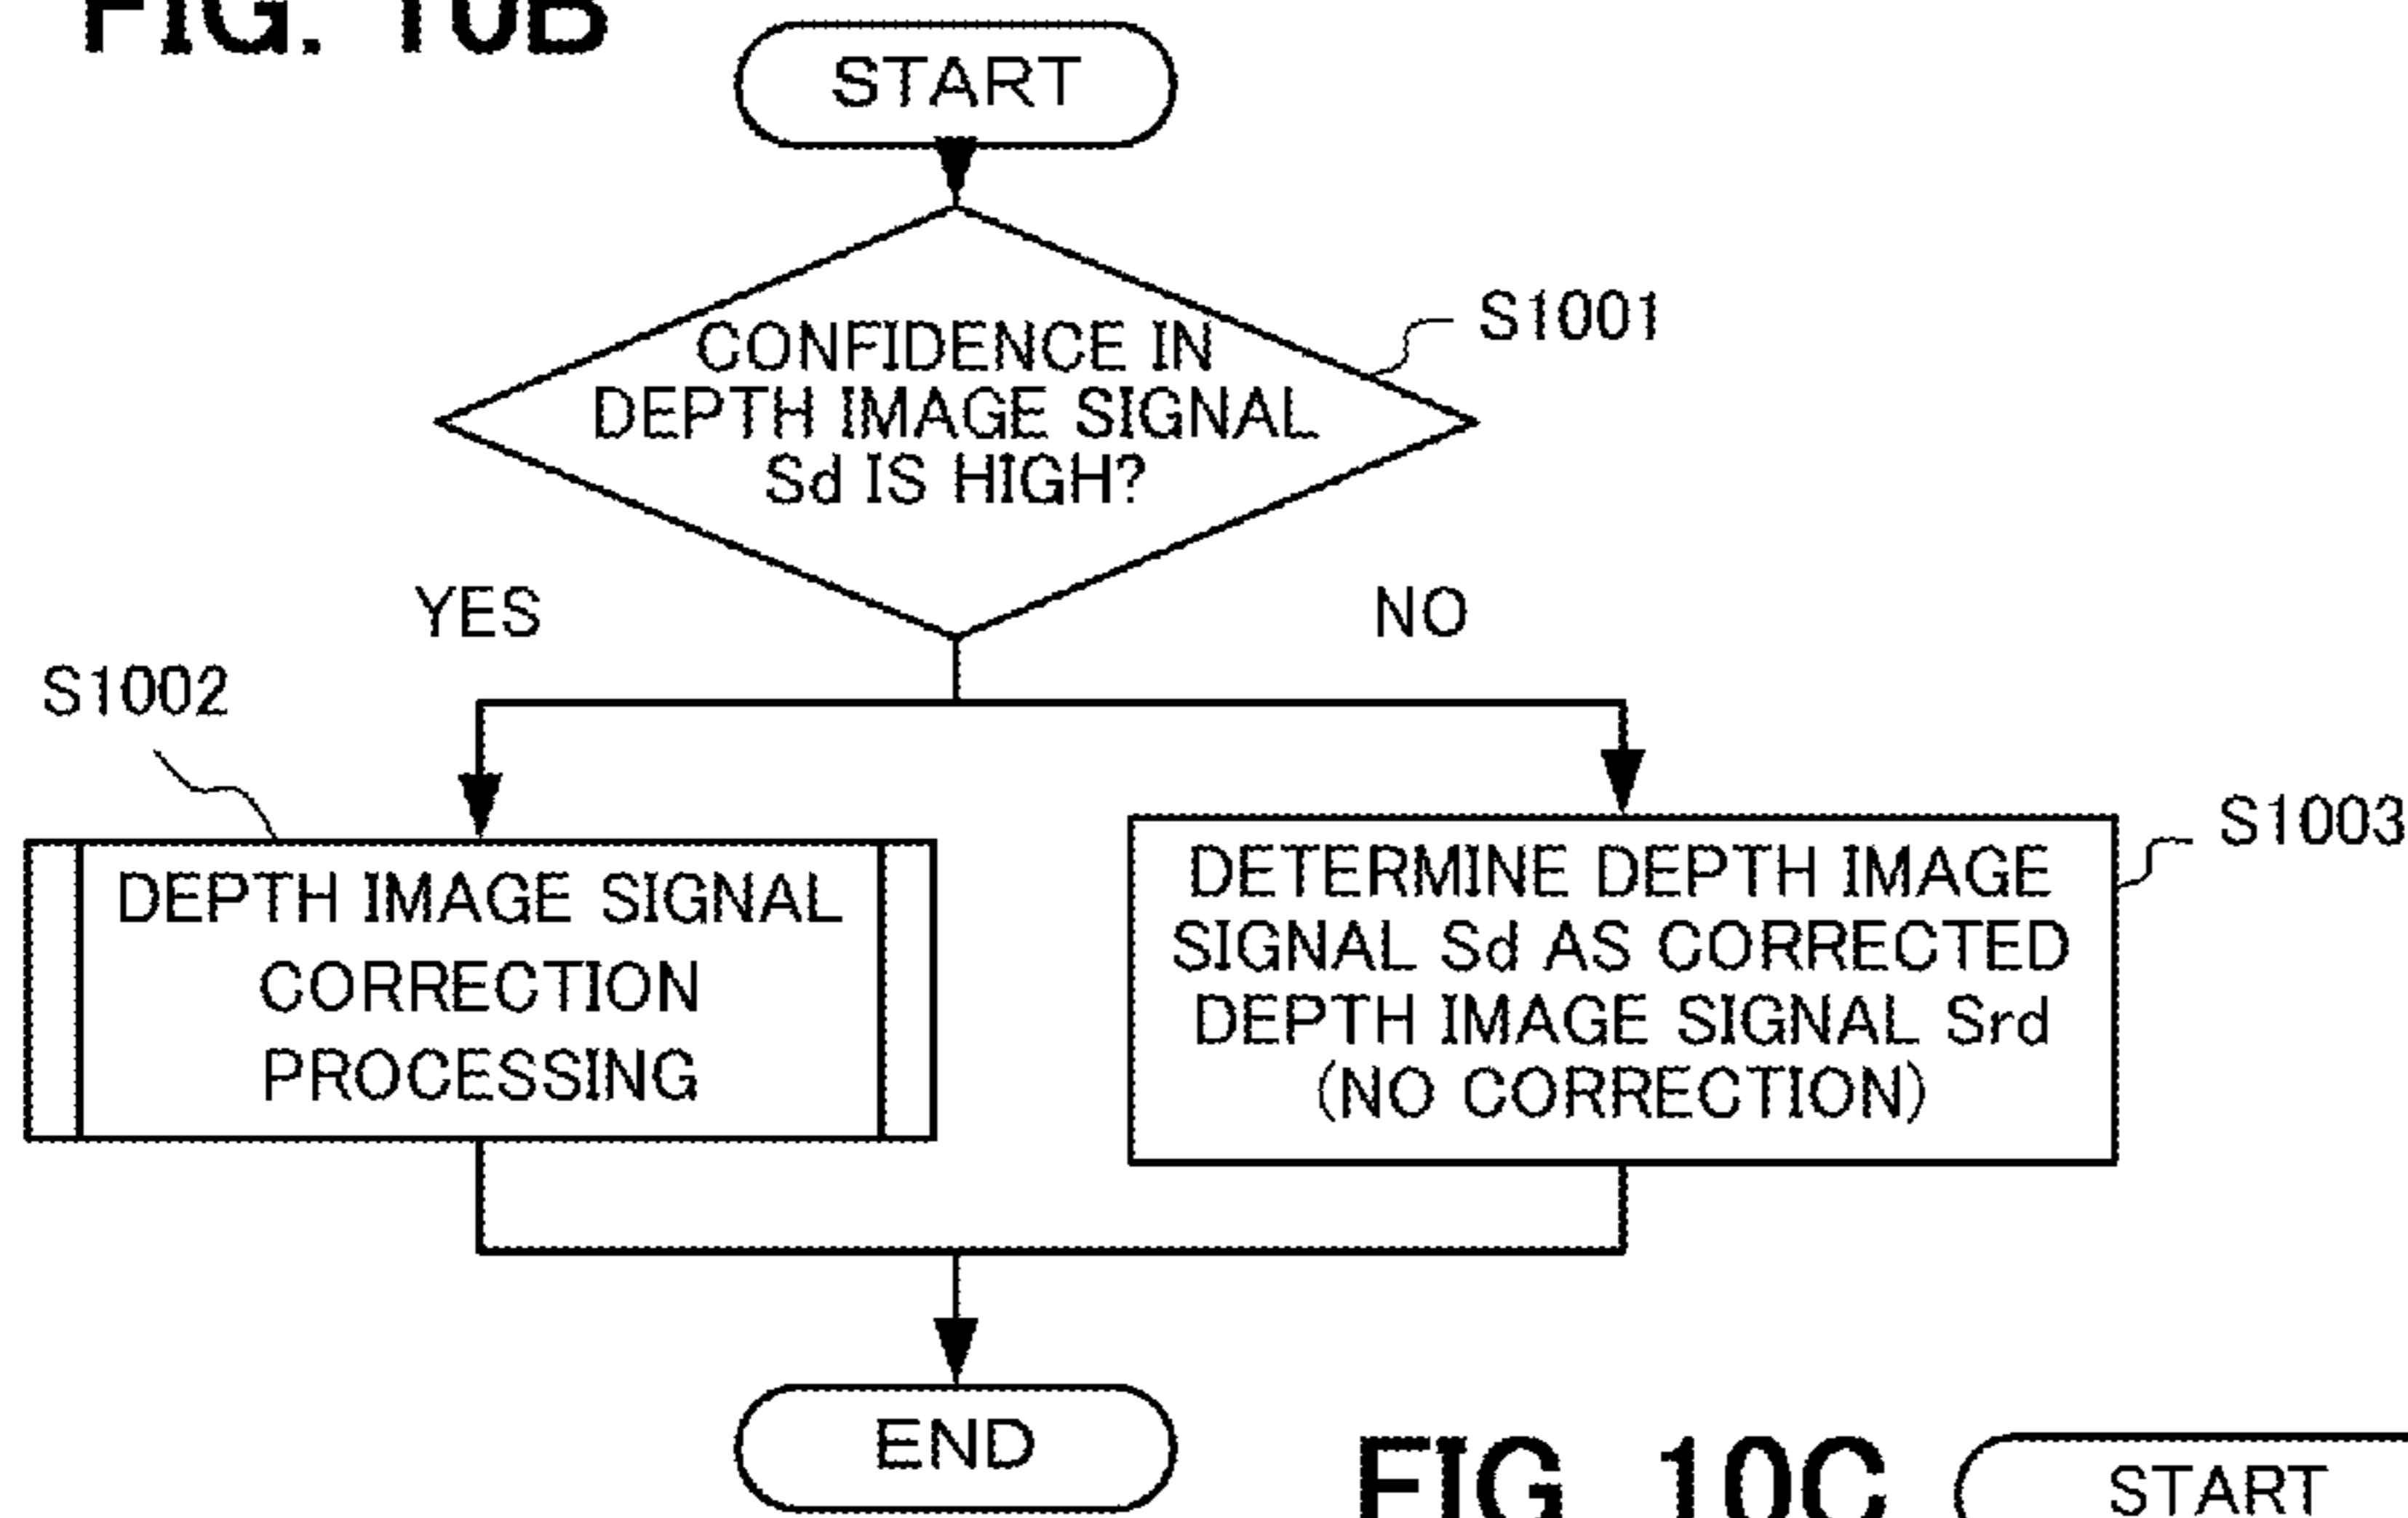 FIG. 10B
START
CONFIDENCE IN
DEPTH IMAGE SIGNAL
Sd IS HIGH?
S1001
YES
NO
S1002
DEPTH IMAGE SIGNAL
CORRECTION
PROCESSING
DETERMINE DEPTH IMAGE
SIGNAL Sd AS CORRECTED
DEPTH IMAGE SIGNAL Srd
(NO CORRECTION)
S1003
END
FIG. 10C
START